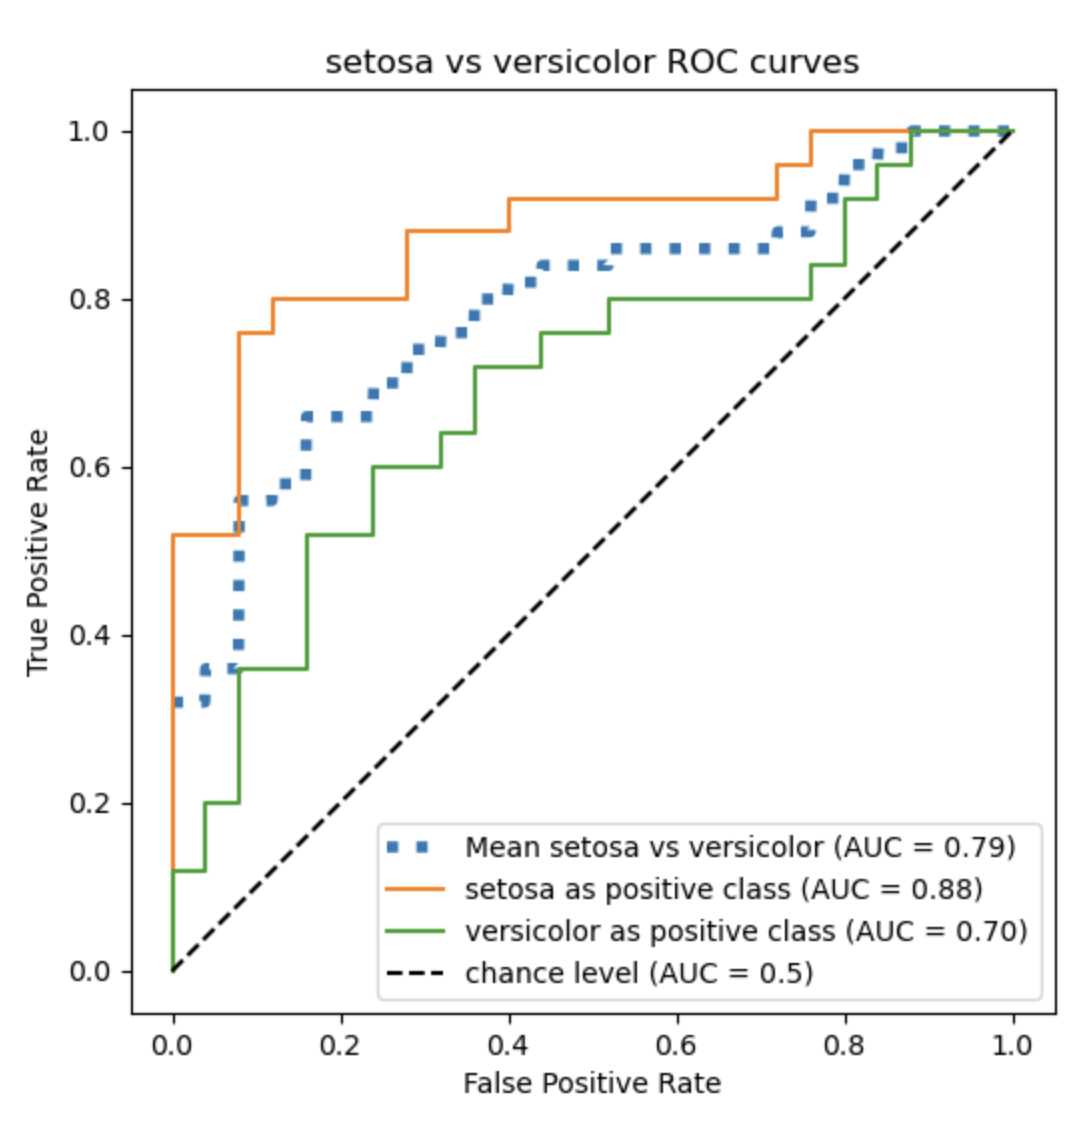 setosa vs versicolor ROC curves
True Positive Rate
1.0
0.8
0.6
0.4
0.2
0.0
Mean setosa vs versicolor (AUC = 0.79)
setosa as positive class (AUC = 0.88)
versicolor as positive class (AUC = 0.70)
chance level (AUC = 0.5)
0.0 0.2 0.4 0.6 0.8 1.0
False Positive Rate